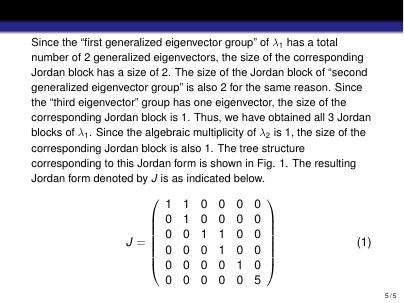 Since the “first generalized eigenvector group” of λ₁ has a total
number of 2 generalized eigenvectors, the size of the corresponding
Jordan block has a size of 2. The size of the Jordan block of “second
generalized eigenvector group” is also 2 for the same reason. Since
the “third eigenvector” group has one eigenvector, the size of the
corresponding Jordan block is 1. Thus, we have obtained all 3 Jordan
blocks of λ₁. Since the algebraic multiplicity of λ₂ is 1, the size of the
corresponding Jordan block is also 1. The tree structure
corresponding to this Jordan form is shown in Fig. 1. The resulting
Jordan form denoted by J is as indicated below.
1 1 0 0 0 0
0 1 0 0 0 0
0 0 1 1 0 0
J = 0 0 0 1 0 0 (1)
0 0 0 0 1 0
0 0 0 0 0 5
5 / 5